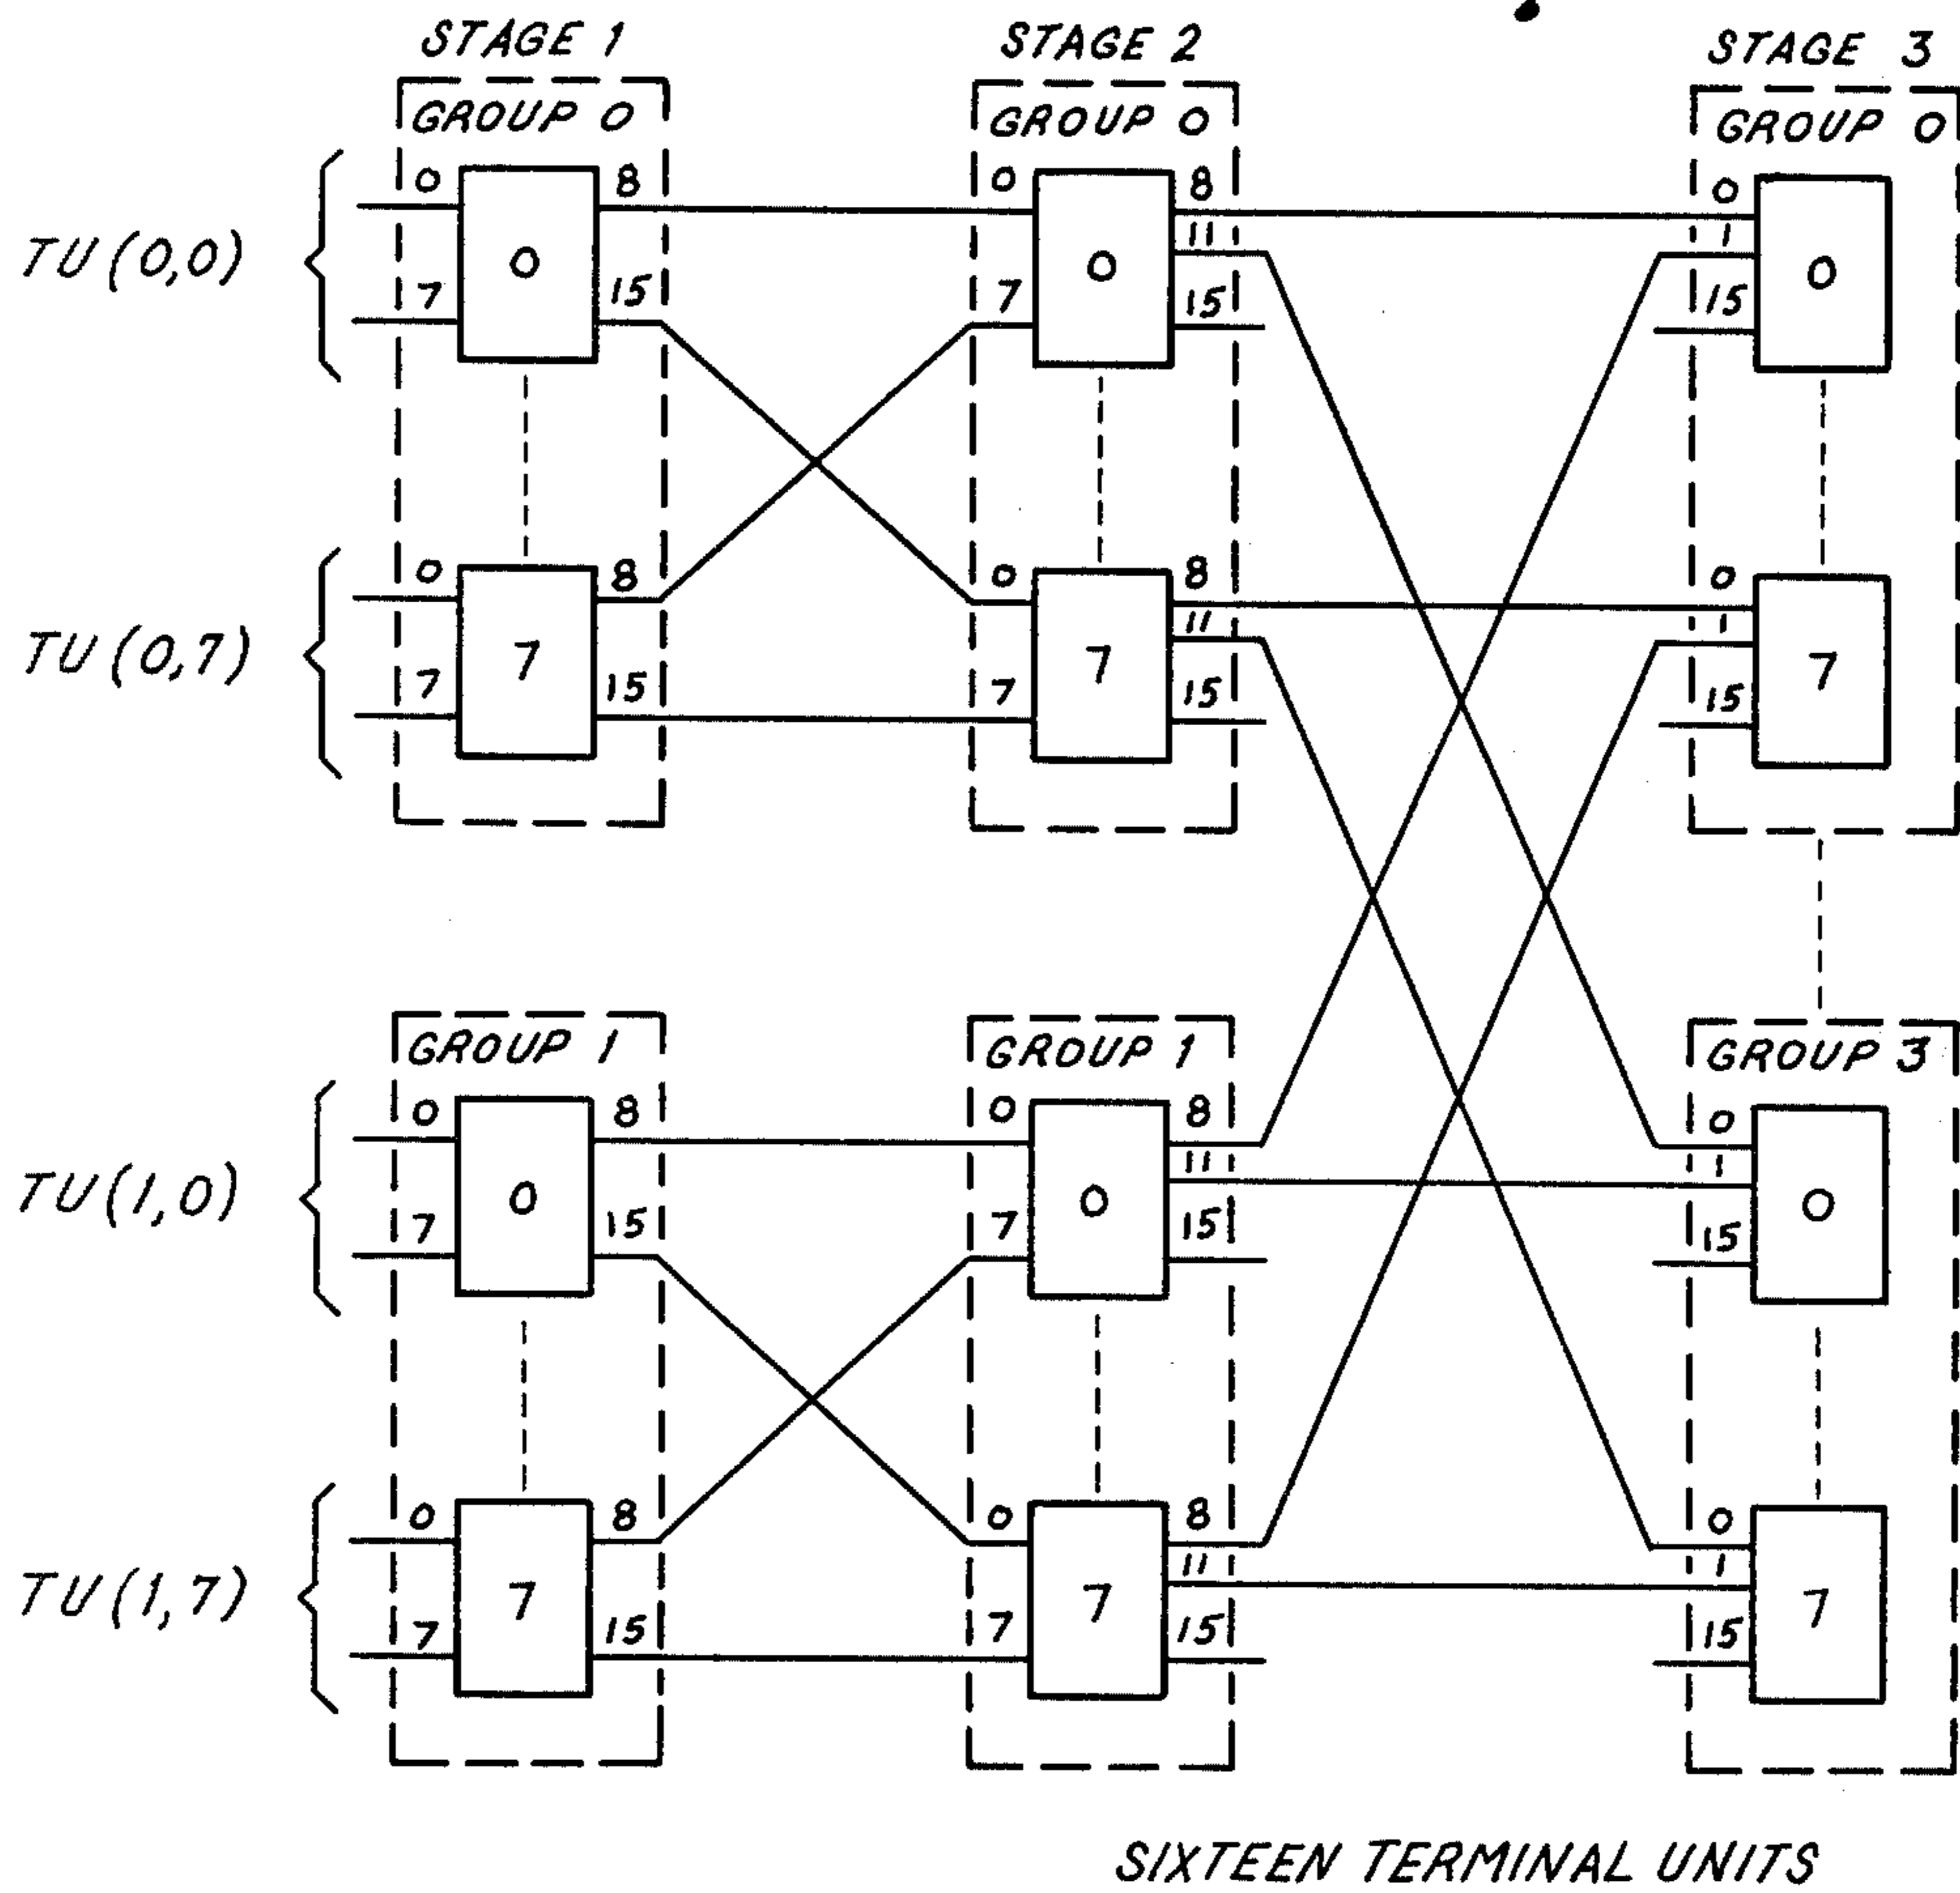 STAGE 1 STAGE 2 STAGE 3
GROUP 0 GROUP 0 GROUP 0
0 8 0 8 0
11 1
TU(0,0) 0 0 0
7 15 7 15 15
0 8 0 8 0
11 1
TU(0,7) 7 7 7
7 15 7 15 15
GROUP 1 GROUP 1 GROUP 3
0 8 0 8 0
11 1
TU(1,0) 0 0 0
7 15 7 15 15
0 8 0 8 0
11 1
TU(1,7) 7 7 7
7 15 7 15 15
SIXTEEN TERMINAL UNITS